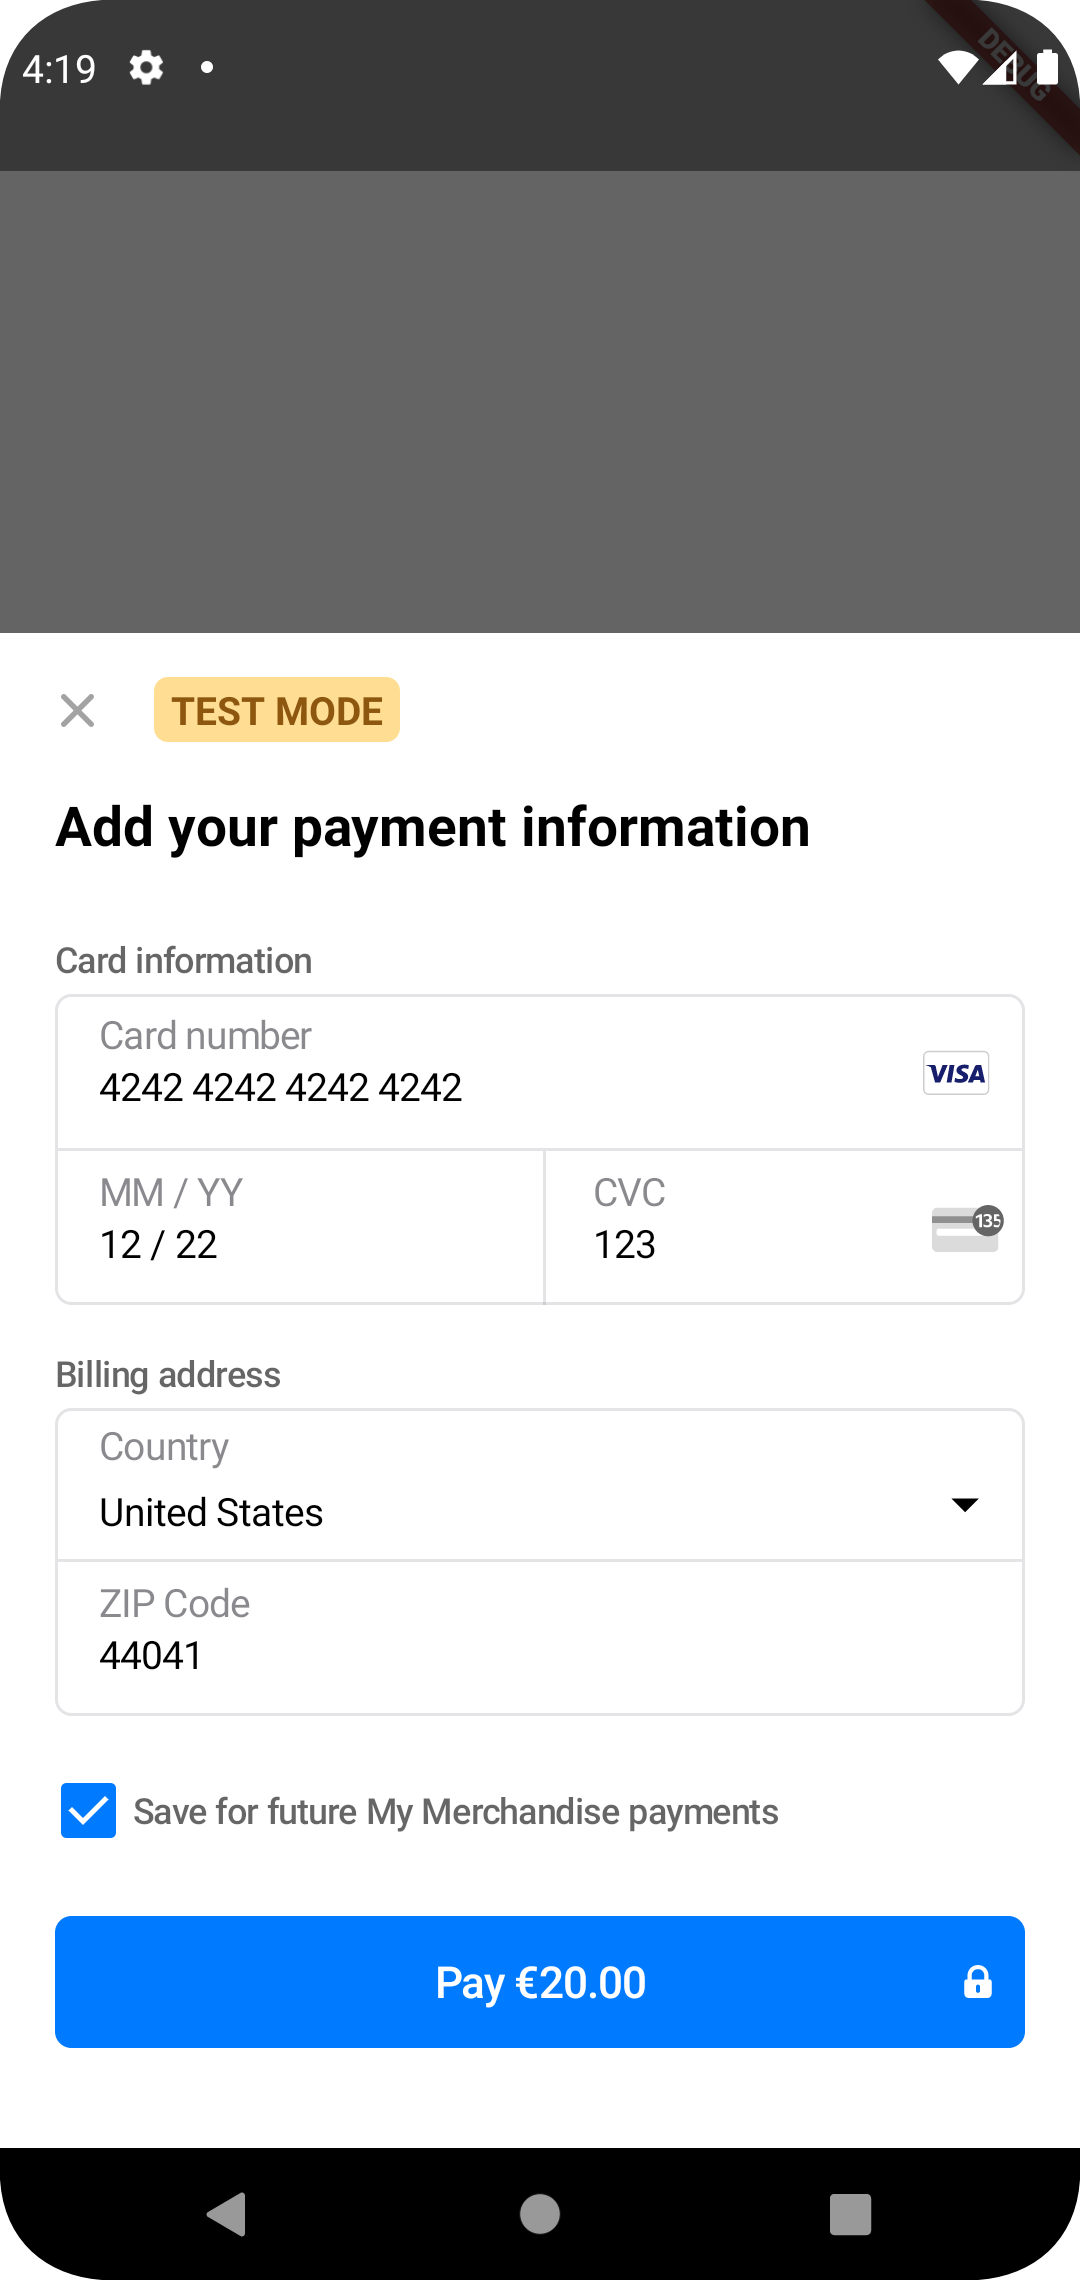 4:19
DEBUG
TEST MODE
Add your payment information
Card information
Card number
4242 4242 4242 4242
VISA
MM / YY
12 / 22
CVC
123
135
Billing address
Country
United States
ZIP Code
44041
Save for future My Merchandise payments
Pay €20.00